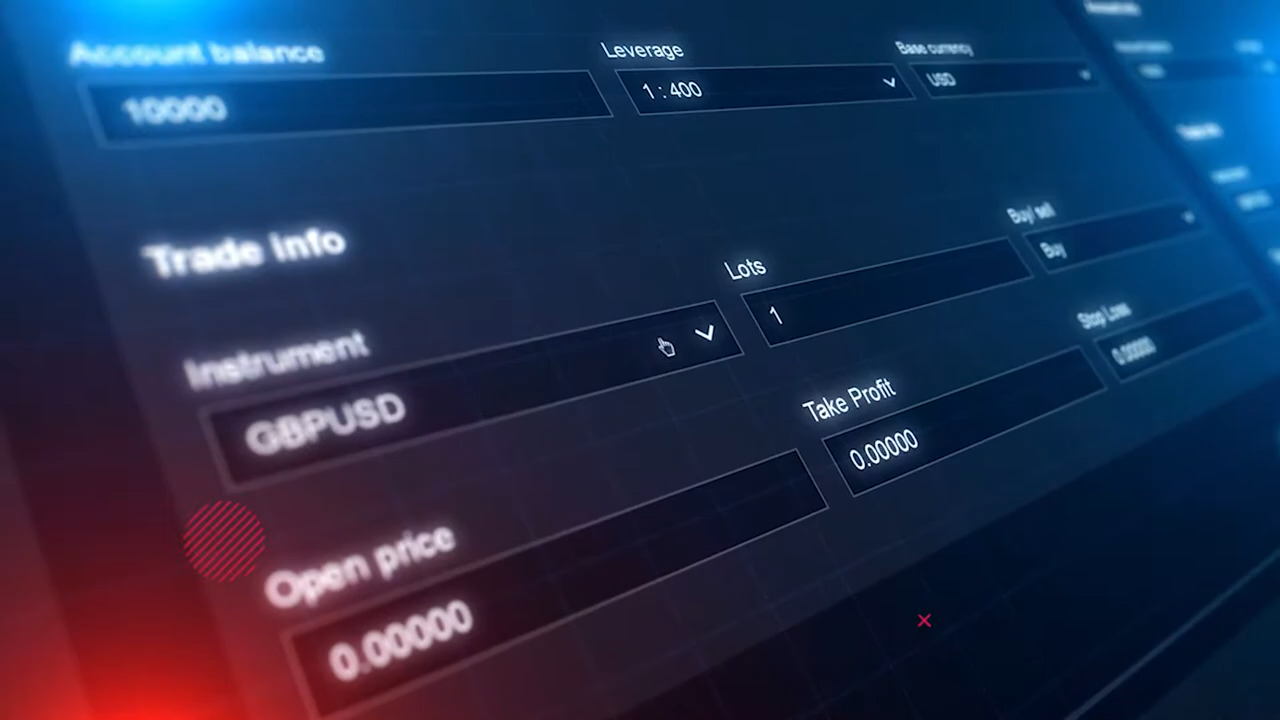 Account balance
Leverage
Base currency
10000
1 : 400
USD
Trade info
Instrument
Lots
Buy/ sell
GBPUSD
1
Buy
Open price
Take Profit
Stop Loss
0.00000
0.00000
0.00000